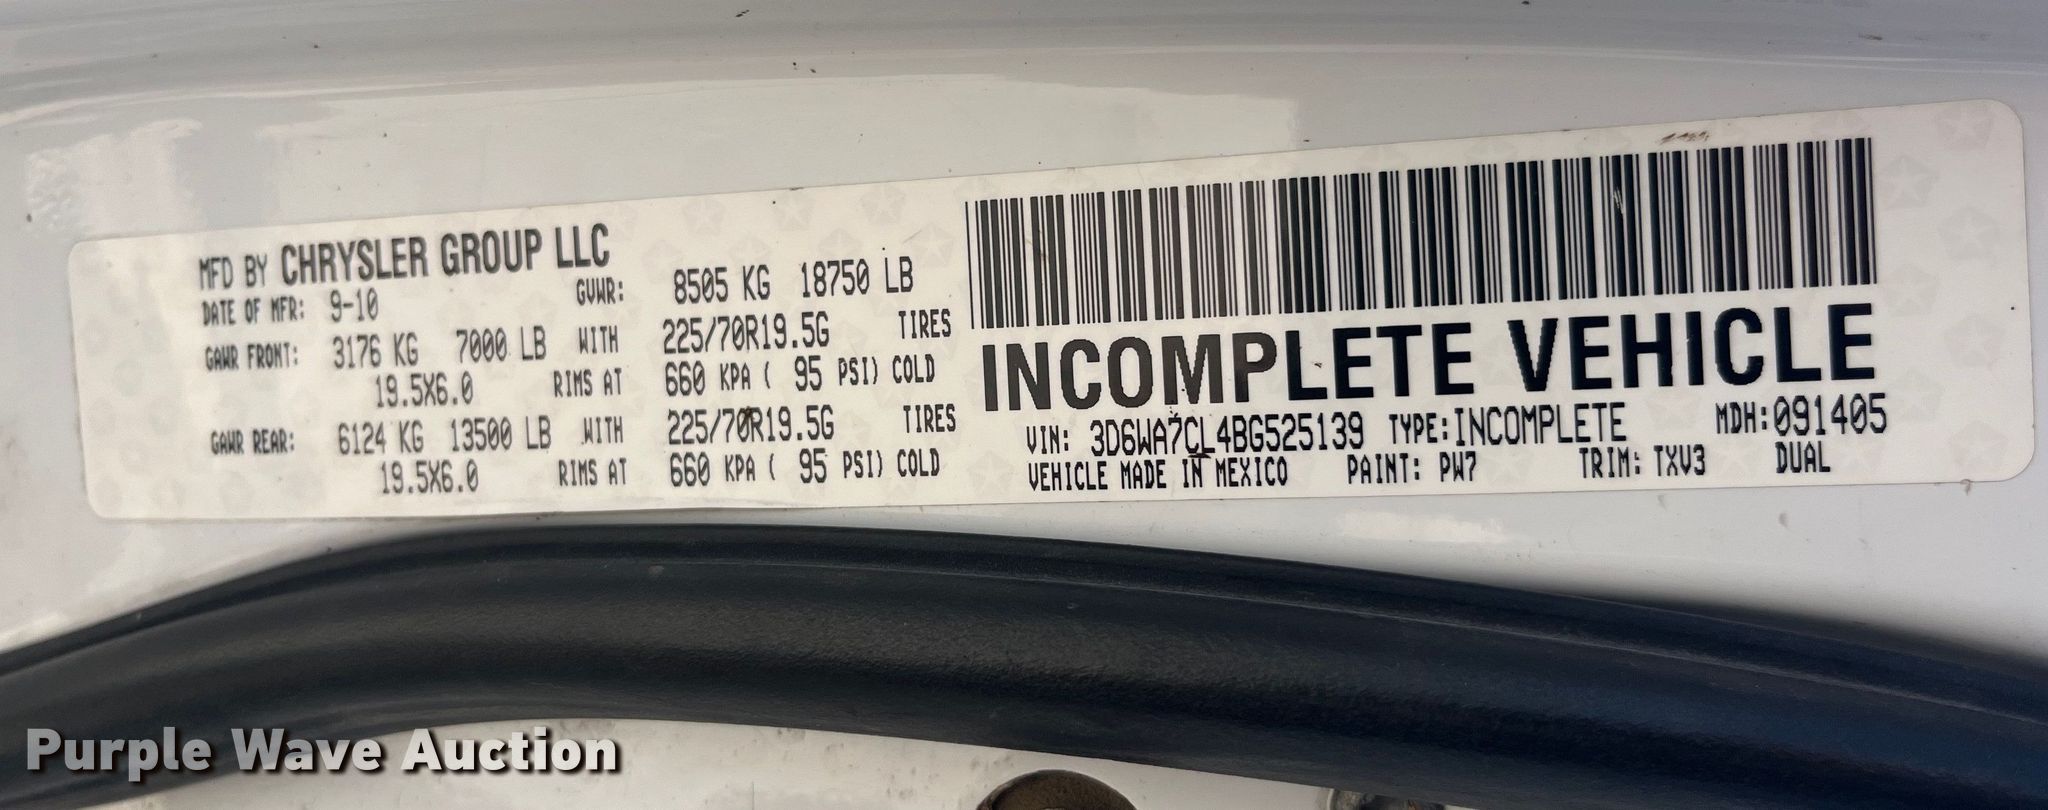 MFD BY CHRYSLER GROUP LLC
DATE OF MFR: 9-10 GVWR: 8505 KG 18750 LB
GAWR FRONT: 3176 KG 7000 LB WITH 225/70R19.5G TIRES
19.5X6.0 RIMS AT 660 KPA ( 95 PSI) COLD
GAWR REAR: 6124 KG 13500 LB WITH 225/70R19.5G TIRES
19.5X6.0 RIMS AT 660 KPA ( 95 PSI) COLD
INCOMPLETE VEHICLE
VIN: 3D6WA7CL4BG525139 TYPE: INCOMPLETE MDH: 091405
VEHICLE MADE IN MEXICO PAINT: PW7 TRIM: TXV3 DUAL
Purple Wave Auction